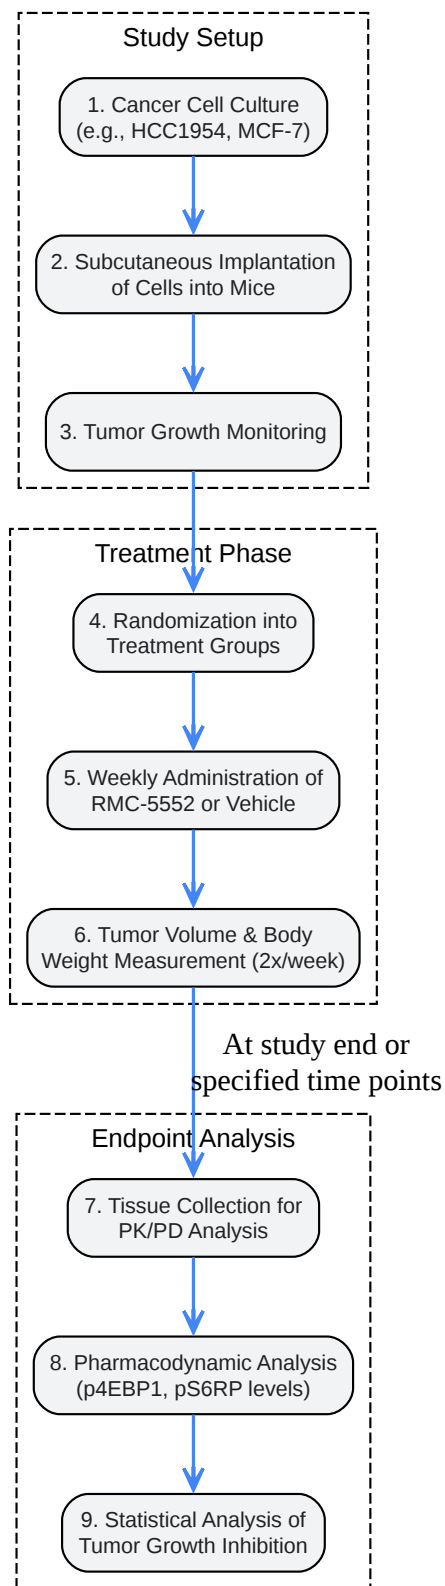 Study Setup
1. Cancer Cell Culture
(e.g., HCC1954, MCF-7)
2. Subcutaneous Implantation
of Cells into Mice
3. Tumor Growth Monitoring
Treatment Phase
4. Randomization into
Treatment Groups
5. Weekly Administration of
RMC-5552 or Vehicle
6. Tumor Volume & Body
Weight Measurement (2x/week)
At study end or
specified time points
Endpoint Analysis
7. Tissue Collection for
PK/PD Analysis
8. Pharmacodynamic Analysis
(p4EBP1, pS6RP levels)
9. Statistical Analysis of
Tumor Growth Inhibition